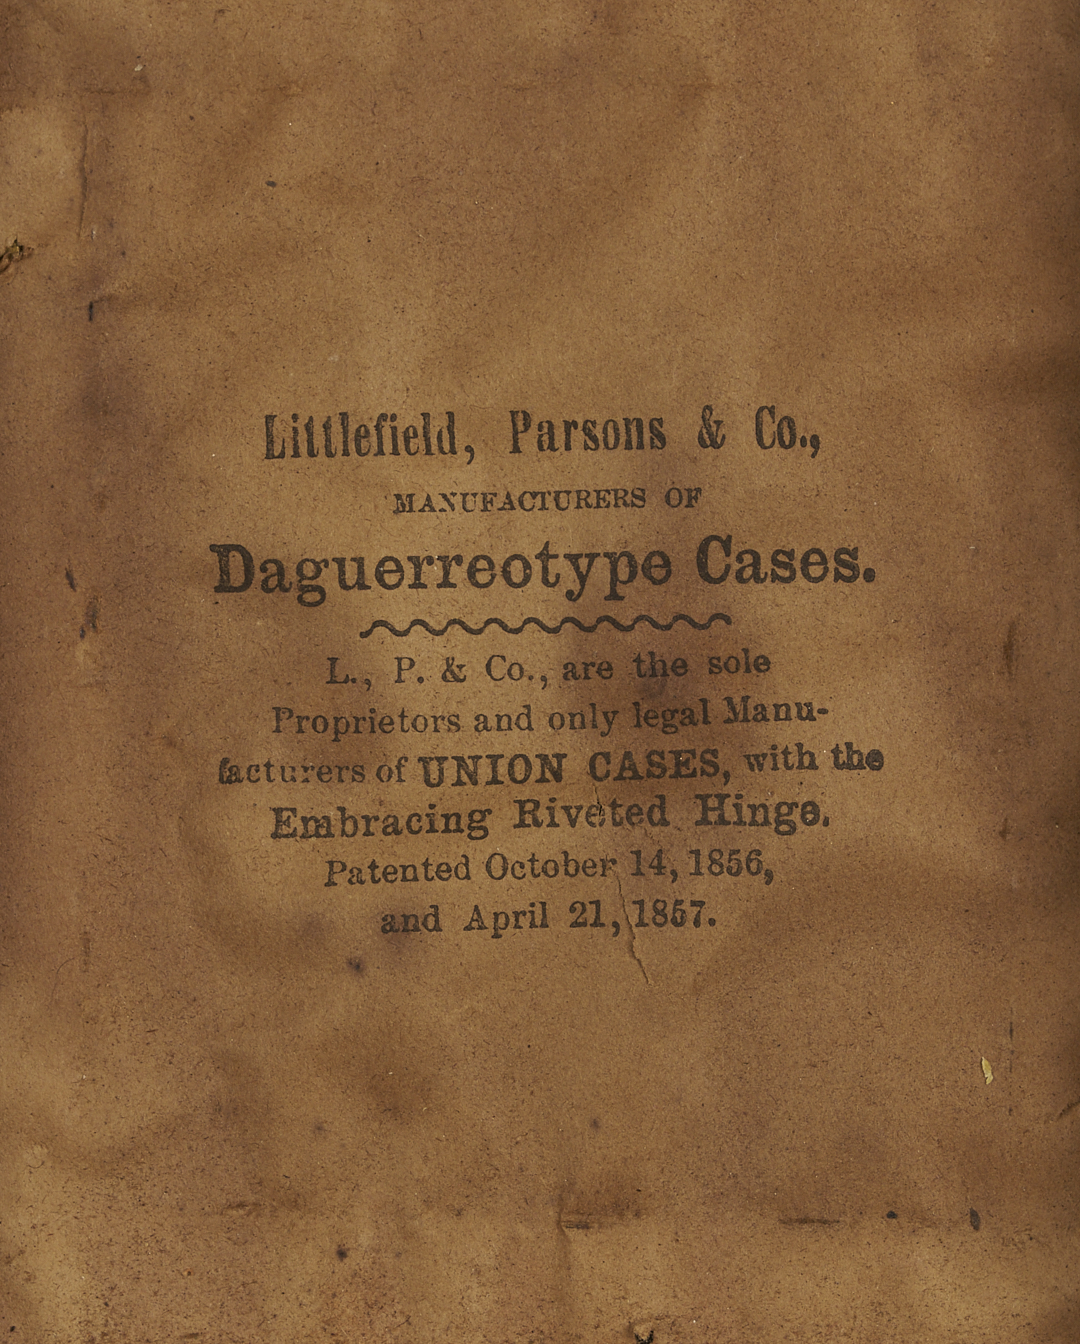 Littlefield, Parsons & Co.,
MANUFACTURERS OF
Daguerreotype Cases.
L., P. & Co., are the sole
Proprietors and only legal Manu-
facturers of UNION CASES, with the
Embracing Riveted Hinge.
Patented October 14, 1856,
and April 21, 1857.